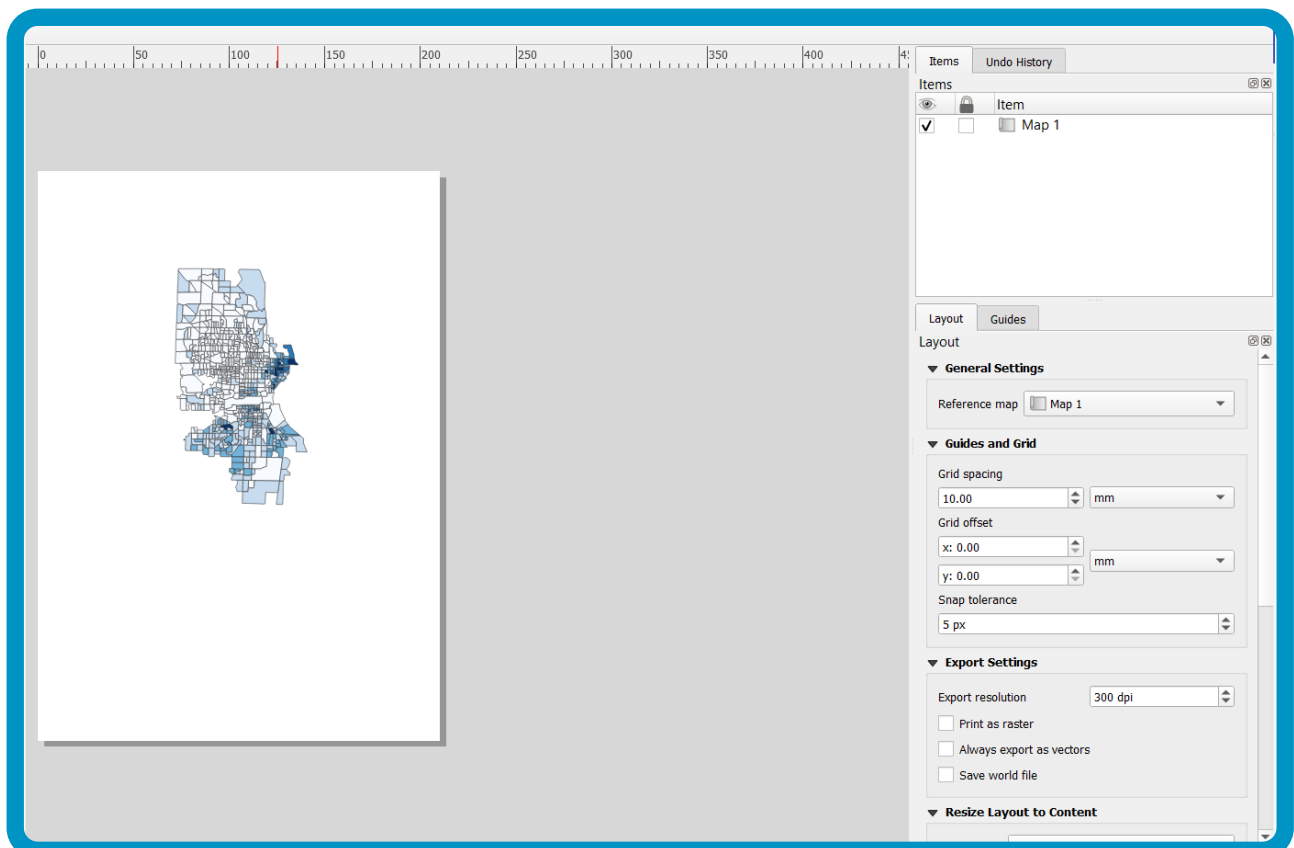 0 50 100 150 200 250 300 350 400 4
Items Undo History
Items
Item
Map 1
Layout Guides
Layout
General Settings
Reference map Map 1
Guides and Grid
Grid spacing
10.00 mm
Grid offset
x: 0.00
mm
y: 0.00
Snap tolerance
5 px
Export Settings
Export resolution 300 dpi
Print as raster
Always export as vectors
Save world file
Resize Layout to Content